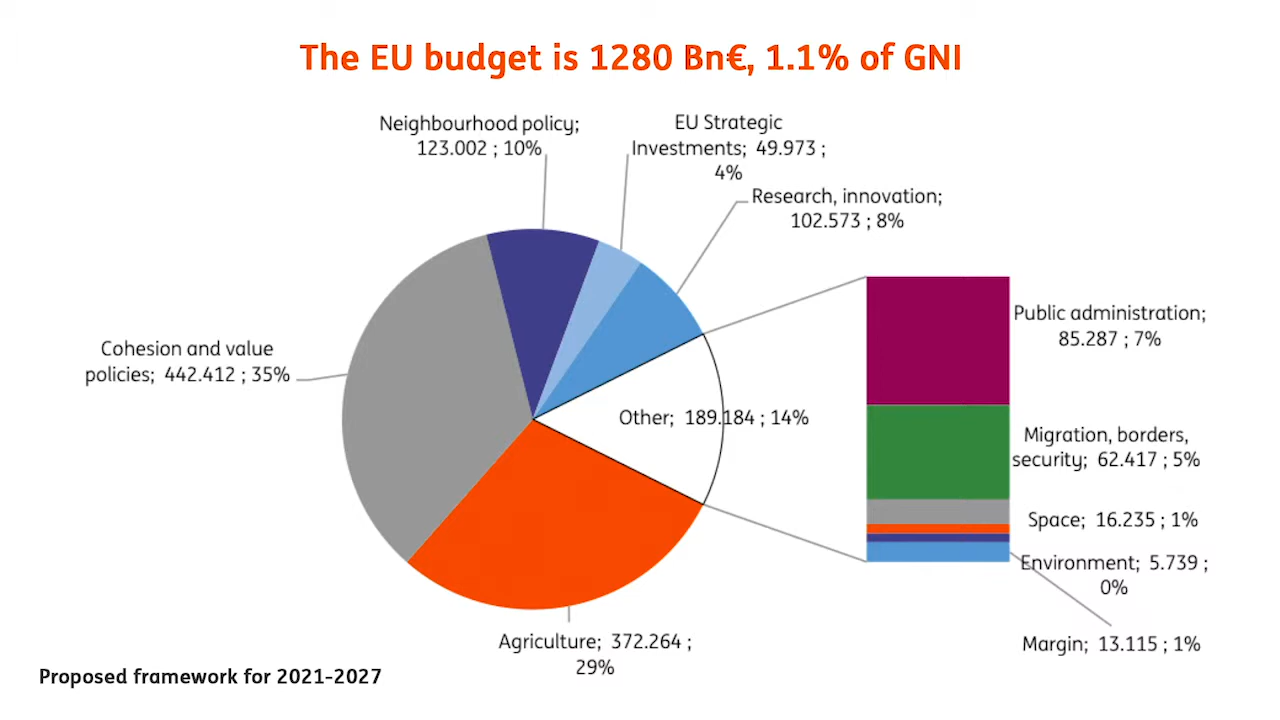 The EU budget is 1280 Bn€, 1.1% of GNI
Neighbourhood policy;
123.002 ; 10%
EU Strategic
Investments;  49.973 ;
4%
Research, innovation;
102.573 ; 8%
Public administration;
85.287 ; 7%
Cohesion and value
policies;  442.412 ; 35%
Other;  189.184 ; 14%
Migration, borders,
security;  62.417 ; 5%
Space;  16.235 ; 1%
Environment;  5.739 ;
0%
Margin;  13.115 ; 1%
Agriculture;  372.264 ;
29%
Proposed framework for 2021-2027